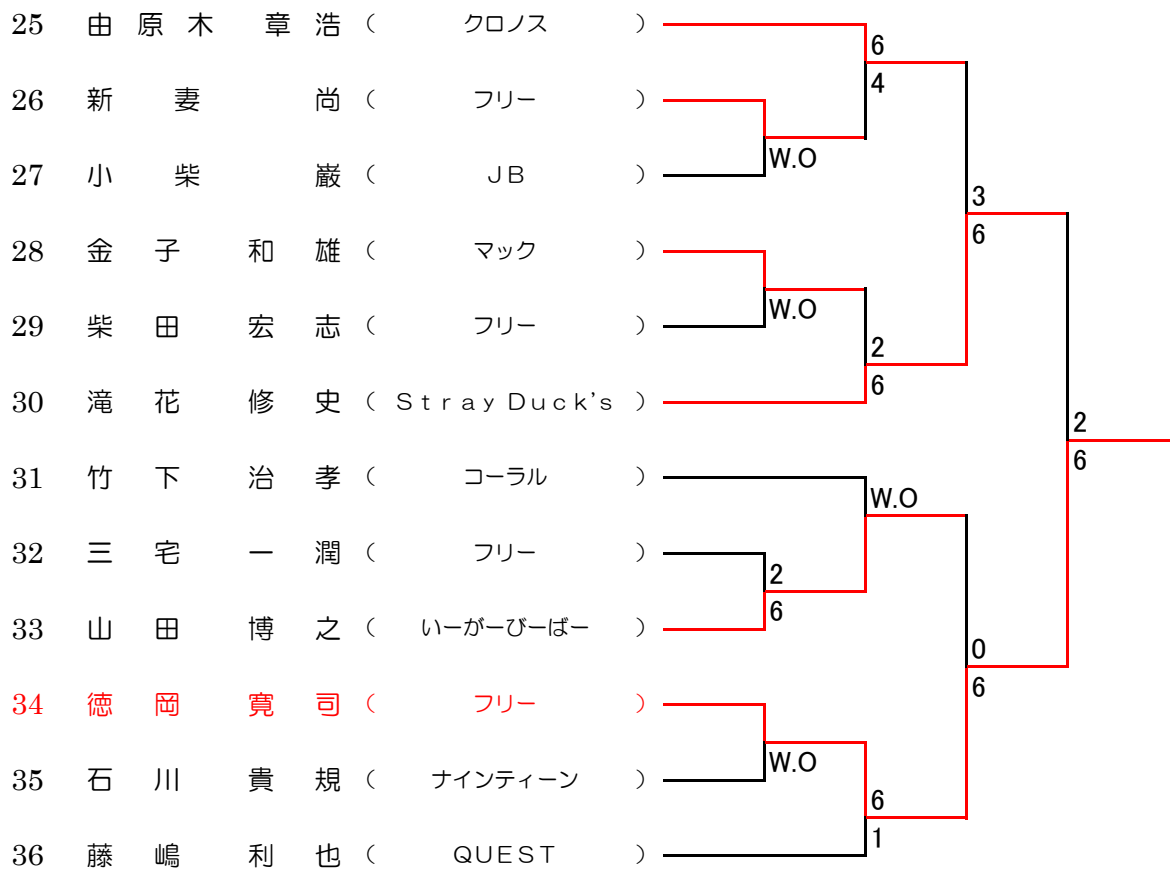 25 由原木 章浩 ( クロノス )
6
4
26 新妻 尚 ( フリー )
W.O
27 小柴 巌 ( JB )
3
6
28 金子 和雄 ( マック )
W.O
29 柴田 宏志 ( フリー )
2
6
30 滝花 修史 ( Stray Duck's )
2
6
31 竹下 治孝 ( コーラル )
W.O
32 三宅 一潤 ( フリー )
2
6
33 山田 博之 ( いーがーびーばー )
0
6
34 徳岡 寛司 ( フリー )
W.O
35 石川 貴規 ( ナインティーン )
6
1
36 藤嶋 利也 ( QUEST )